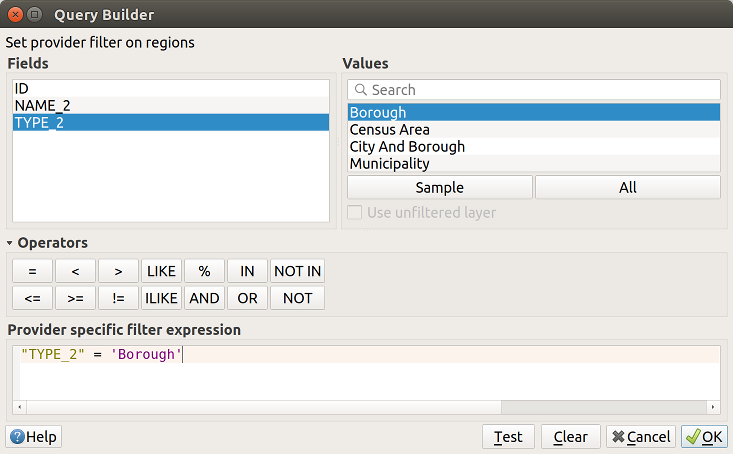 Query Builder
Set provider filter on regions
Fields
ID
NAME_2
TYPE_2
Values
Search
Borough
Census Area
City And Borough
Municipality
Sample All
Use unfiltered layer
Operators
= < > LIKE % IN NOT IN
<= >= != ILIKE AND OR NOT
Provider specific filter expression
"TYPE_2" = 'Borough'
Help Test Clear Cancel OK